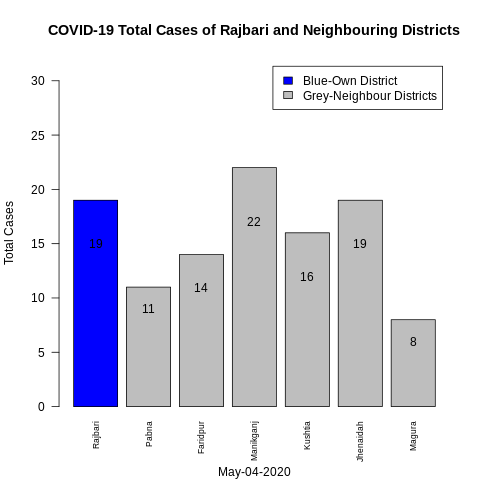 COVID-19 Total Cases of Rajbari and Neighbouring Districts
Blue-Own District
Grey-Neighbour Districts
Total Cases
30
25
20
15
10
5
0
19
11
14
22
16
19
8
Rajbari
Pabna
Faridpur
Manikganj
Kushtia
Jhenaidah
Magura
May-04-2020